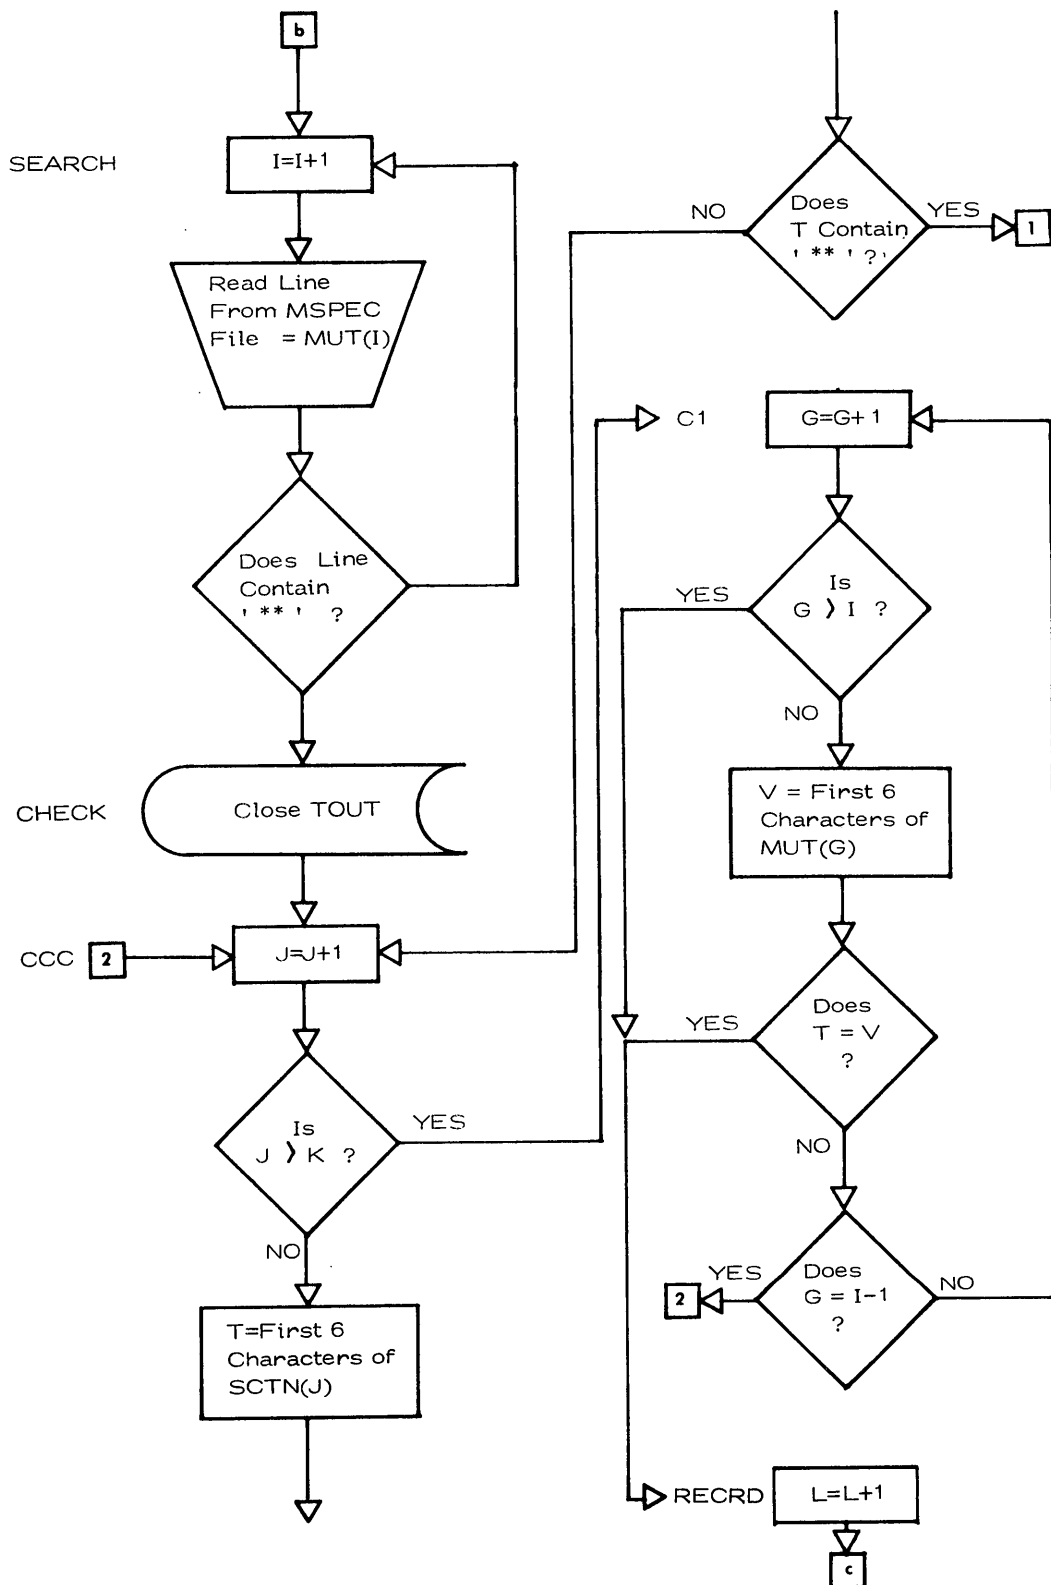 b
SEARCH
I=I+1
Read Line
From MSPEC
File = MUT(I)
Does Line
Contain
' ** ' ?
CHECK
Close TOUT
CCC
2
J=J+1
Is
J > K ?
YES
NO
T=First 6
Characters of
SCTN(J)
Does
T Contain
' ** ' ?'
NO
YES
1
C1
G=G+1
Is
G > I ?
YES
NO
V = First 6
Characters of
MUT(G)
Does
T = V
?
YES
NO
Does
G = I-1
?
YES
2
NO
RECRD
L=L+1
c